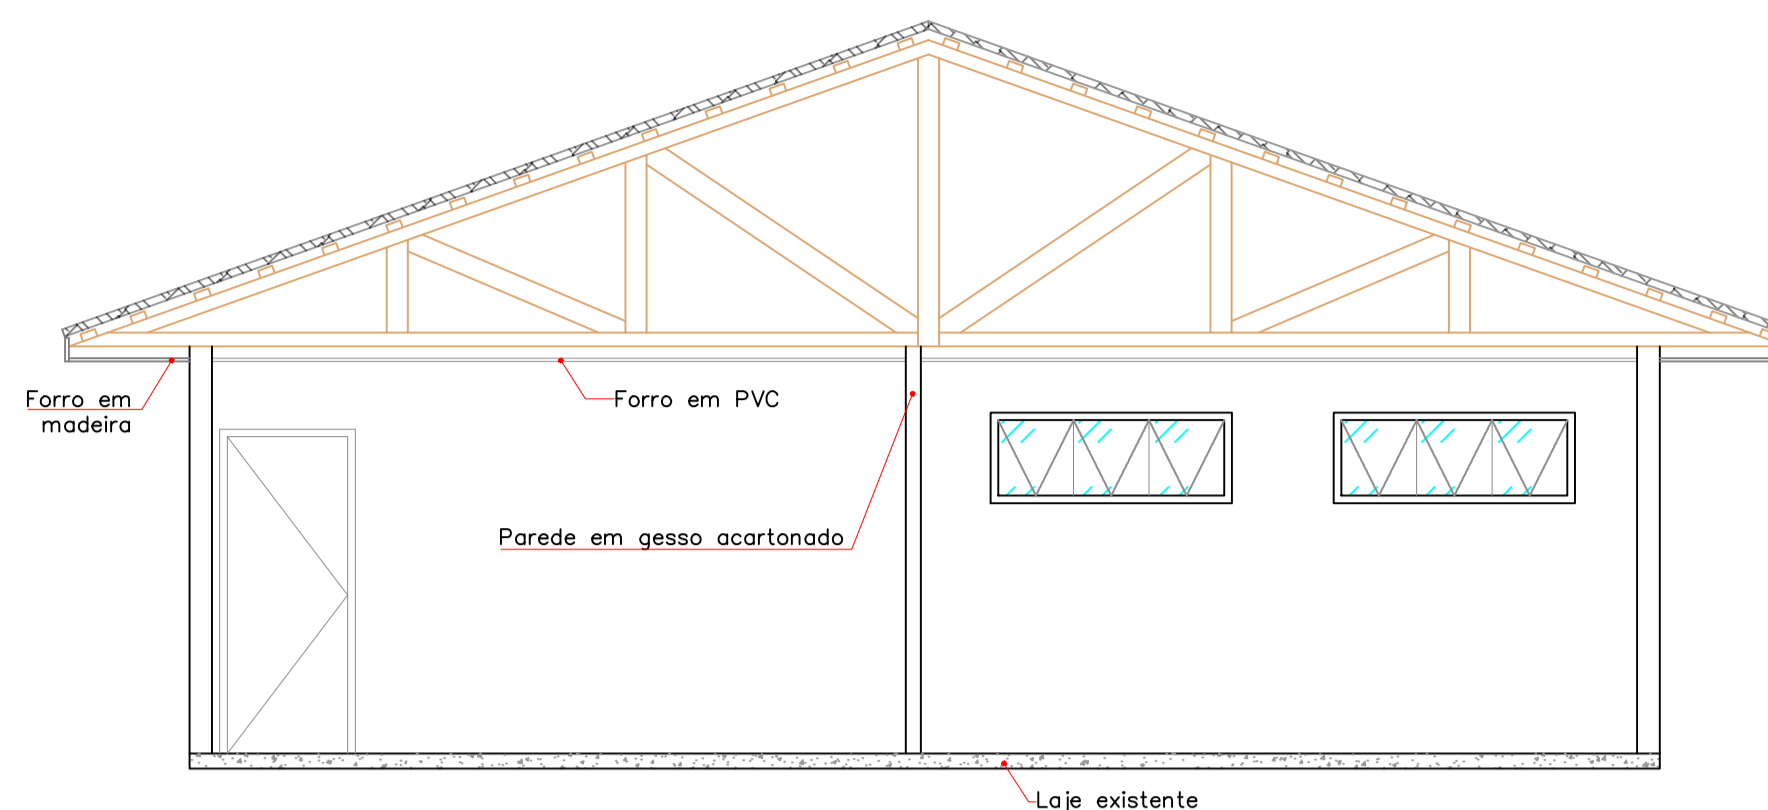 Forro em
madeira
Forro em PVC
Parede em gesso acartonado
Laje existente